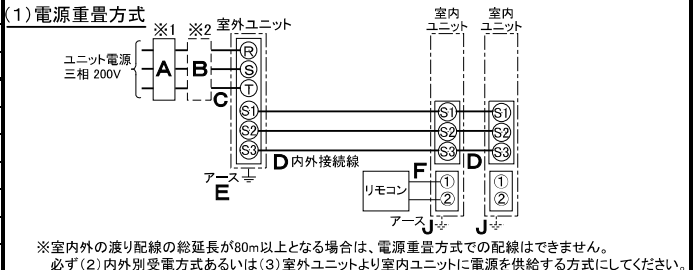 (1)電源重畳方式
※1 ※2 室外ユニット
室内
ユニット
室内
ユニット
ユニット電源
三相 200V
A
B
C
R
S
T
S1
S2
S3
S1
S2
S3
S1
S2
S3
D 内外接続線
D
アース
E
F
リモコン
①
②
①
②
アース
J
J
※室内外の渡り配線の総延長が80m以上となる場合は、電源重畳方式での配線はできません。
必ず(2)内外別受電方式あるいは(3)室外ユニットより室内ユニットに電源を供給する方式にしてください。